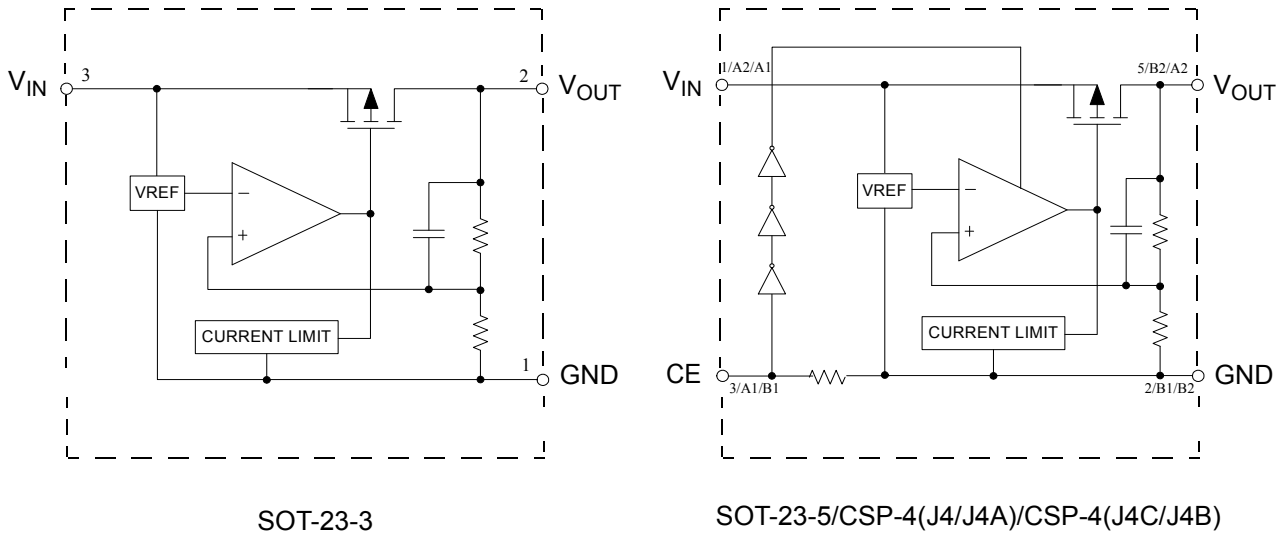 VIN
3
2
VOUT
VREF
−
+
CURRENT LIMIT
1
GND
SOT-23-3
1/A2/A1
VIN
5/B2/A2
VOUT
VREF
−
+
CURRENT LIMIT
CE
3/A1/B1
2/B1/B2
GND
SOT-23-5/CSP-4(J4/J4A)/CSP-4(J4C/J4B)